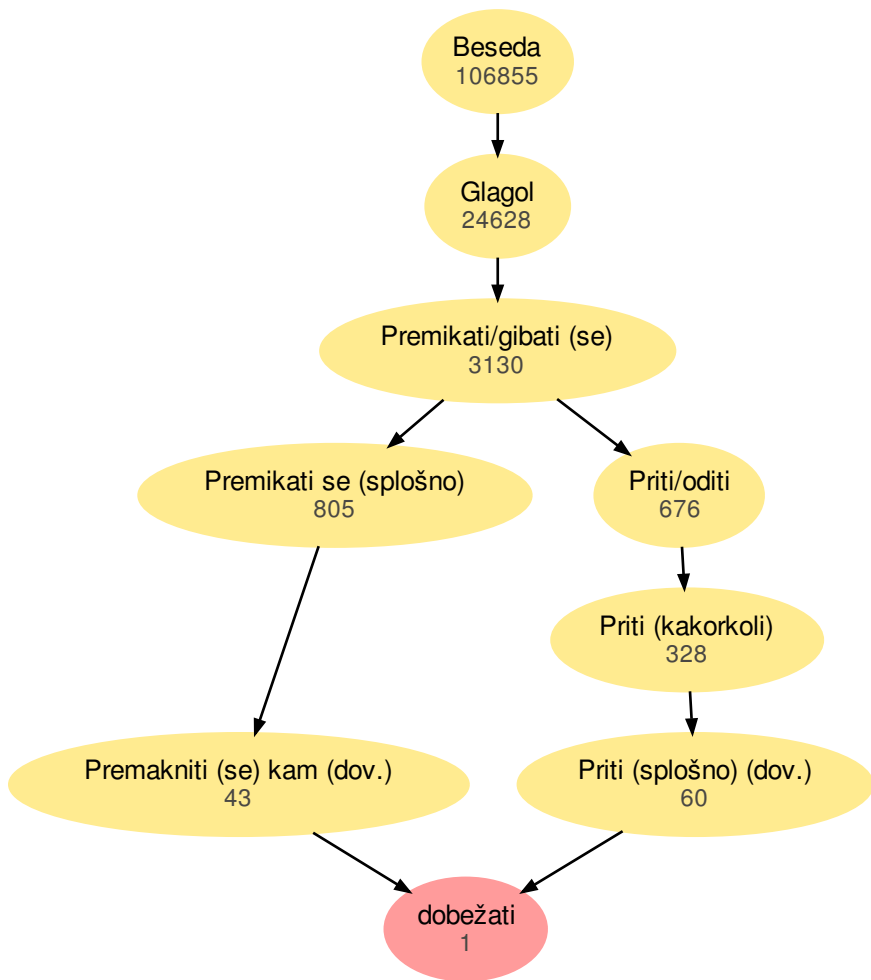 Beseda
106855
Glagol
24628
Premikati/gibati (se)
3130
Premikati se (splošno)
805
Priti/oditi
676
Priti (kakorkoli)
328
Premakniti (se) kam (dov.)
43
Priti (splošno) (dov.)
60
dobežati
1